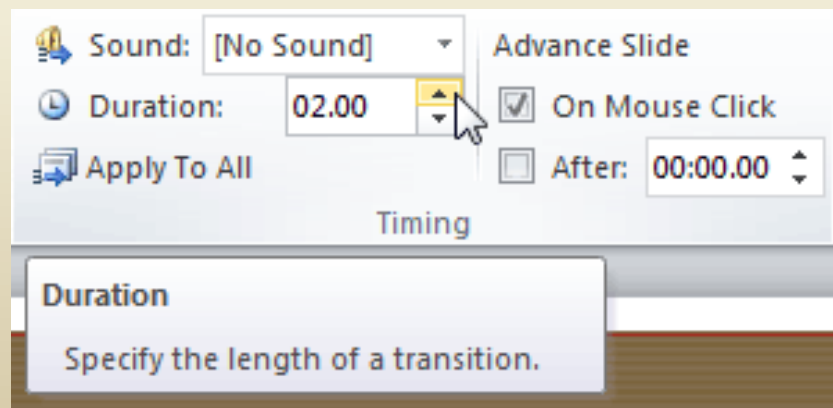 Sound: [No Sound] Advance Slide
Duration: 02.00 On Mouse Click
Apply To All After: 00:00.00
Timing
Duration
Specify the length of a transition.